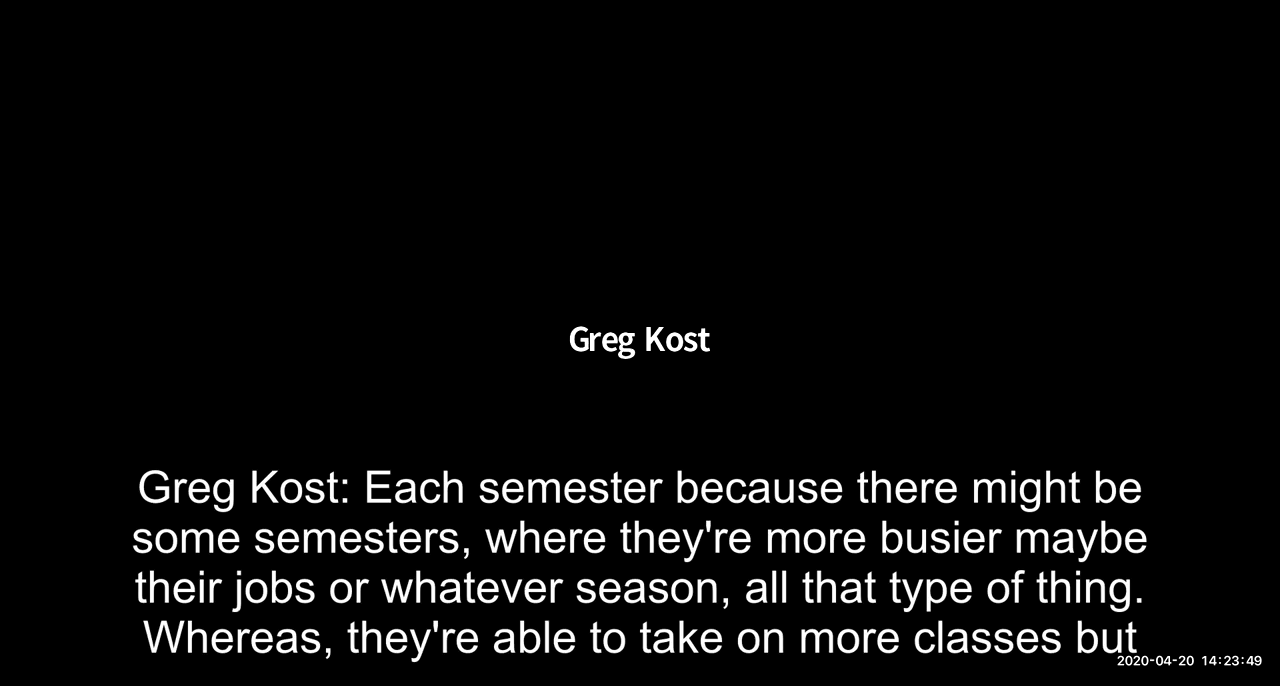 Greg Kost
Greg Kost: Each semester because there might be
some semesters, where they're more busier maybe
their jobs or whatever season, all that type of thing.
Whereas, they're able to take on more classes but
2020-04-20 14:23:49